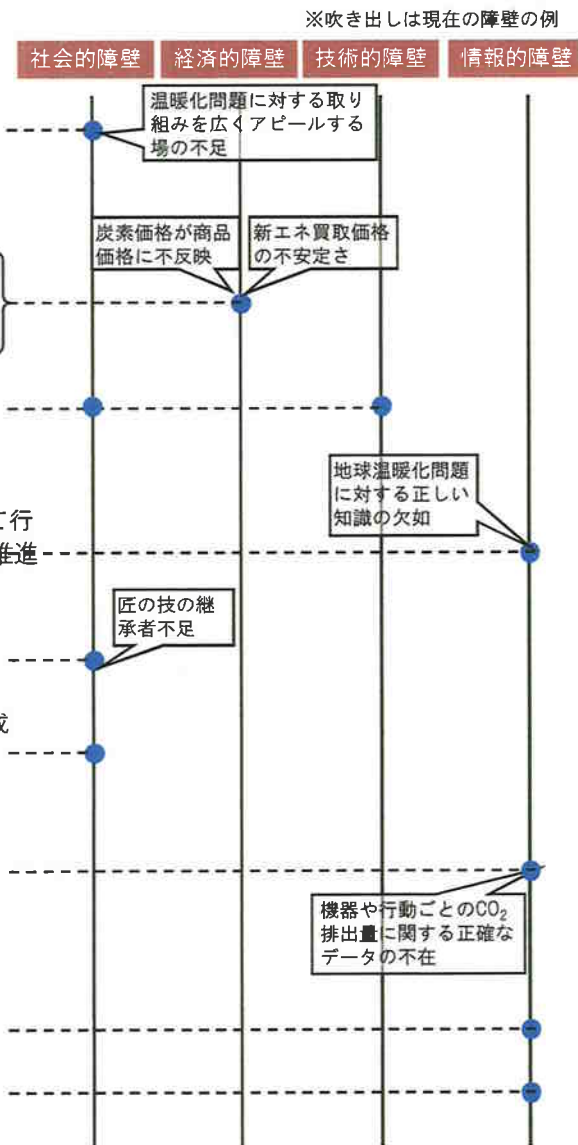 ※吹き出しは現在の障壁の例
社会的障壁 経済的障壁 技術的障壁 情報的障壁
温暖化問題に対する取り
組みを広くアピールする
場の不足
炭素価格が商品
価格に不反映
新エネ買取価格
の不安定さ
地球温暖化問題
に対する正しい
知識の欠如
て行
推進
匠の技の継
承者不足
成
機器や行動ごとのCO₂
排出量に関する正確な
データの不在